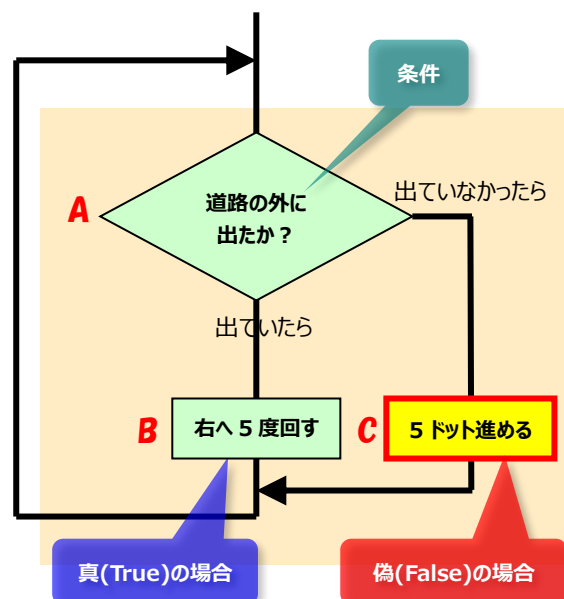 条件
A
道路の外に
出たか？
出ていなかったら
出ていたら
B
右へ 5 度回す
C
5 ドット進める
真(True)の場合
偽(False)の場合